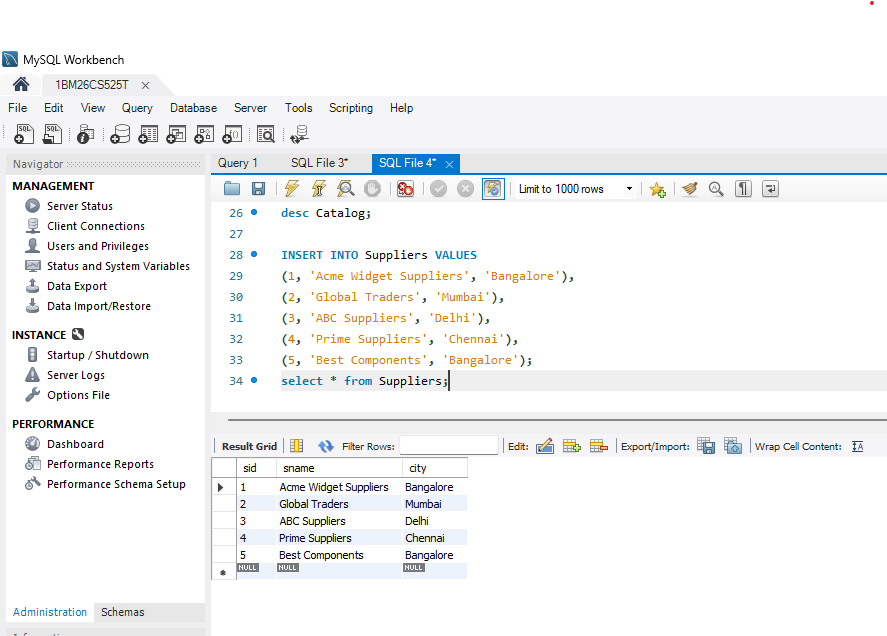 MySQL Workbench
1BM26CS525T
File Edit View Query Database Server Tools Scripting Help
Navigator
MANAGEMENT
Server Status
Client Connections
Users and Privileges
Status and System Variables
Data Export
Data Import/Restore
INSTANCE
Startup / Shutdown
Server Logs
Options File
PERFORMANCE
Dashboard
Performance Reports
Performance Schema Setup
Administration Schemas
Query 1 SQL File 3* SQL File 4*
Limit to 1000 rows
26 desc Catalog;
27
28 INSERT INTO Suppliers VALUES
29 (1, 'Acme Widget Suppliers', 'Bangalore'),
30 (2, 'Global Traders', 'Mumbai'),
31 (3, 'ABC Suppliers', 'Delhi'),
32 (4, 'Prime Suppliers', 'Chennai'),
33 (5, 'Best Components', 'Bangalore');
34 select * from Suppliers;
Result Grid Filter Rows: Edit: Export/Import: Wrap Cell Content:
sid sname city
1 Acme Widget Suppliers Bangalore
2 Global Traders Mumbai
3 ABC Suppliers Delhi
4 Prime Suppliers Chennai
5 Best Components Bangalore
NULL NULL NULL